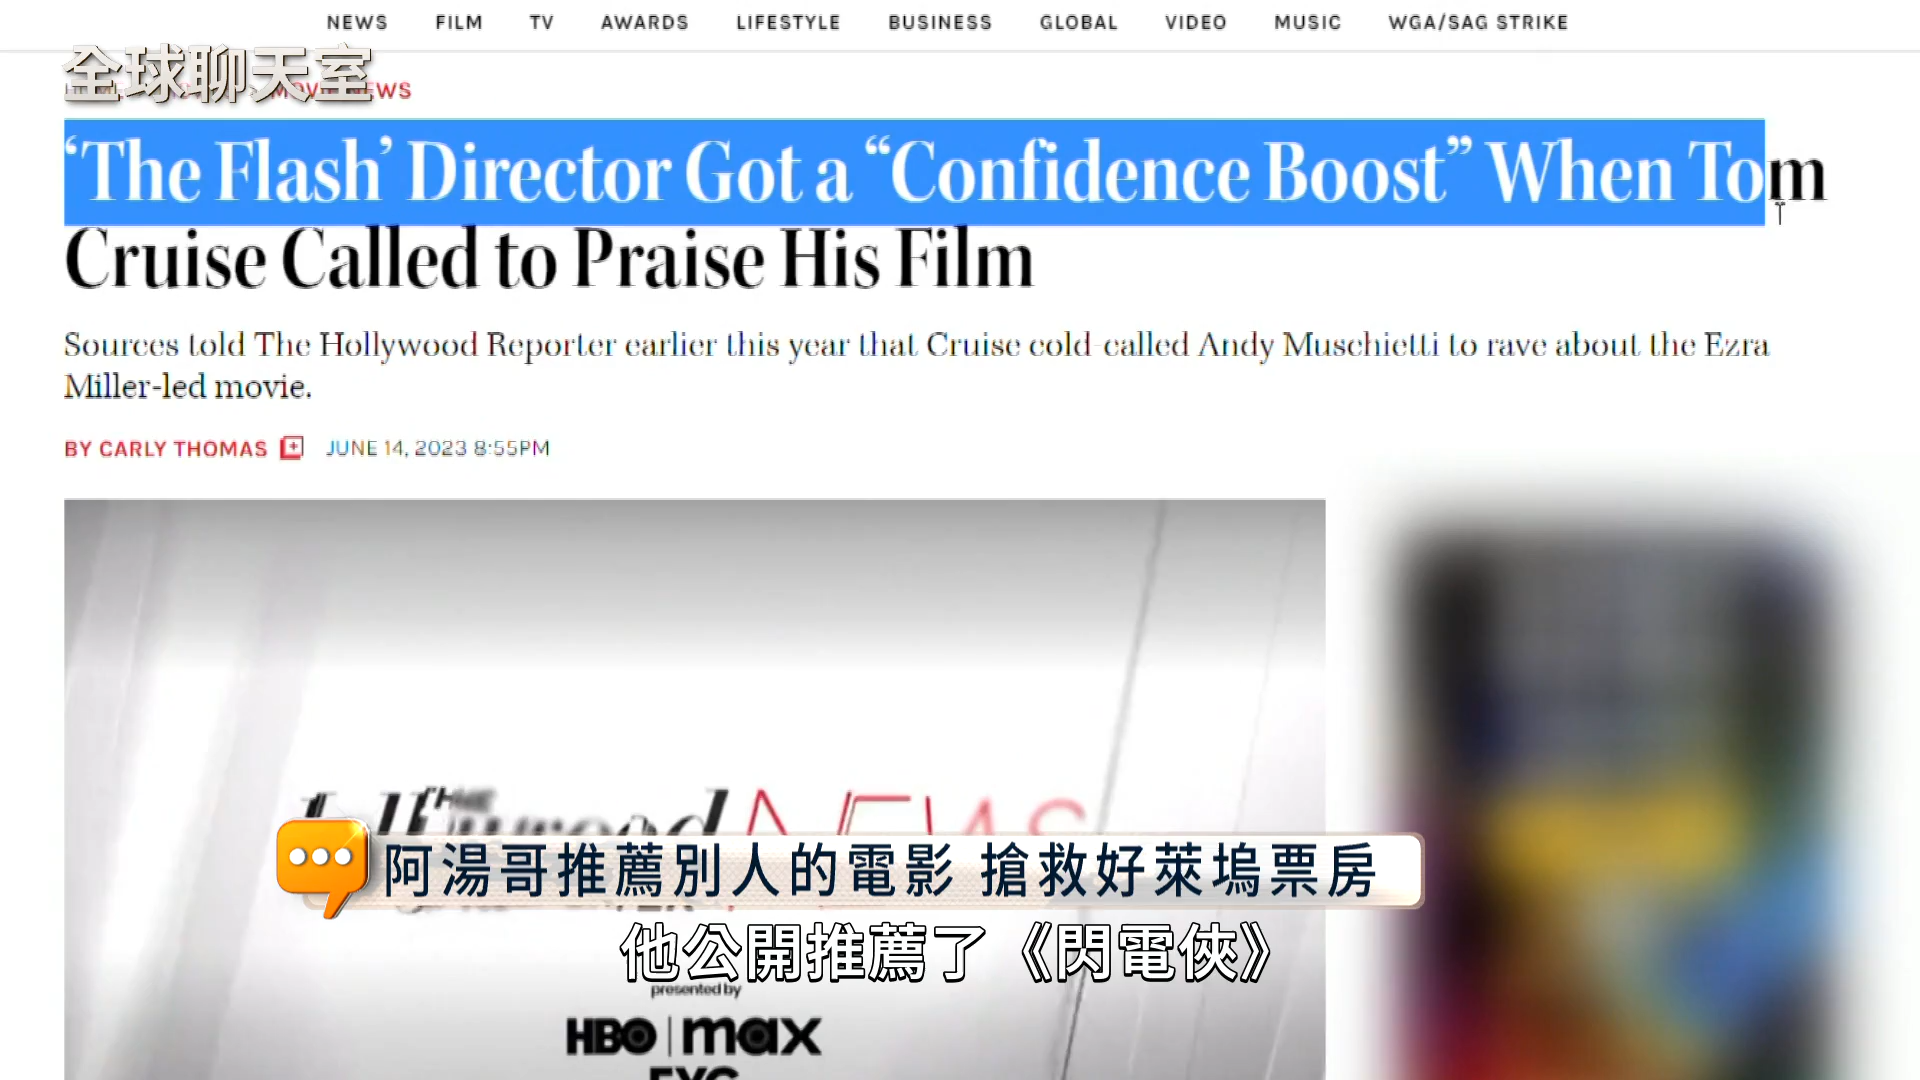 NEWS FILM TV AWARDS LIFESTYLE BUSINESS GLOBAL VIDEO MUSIC WGA/SAG STRIKE
全球聊天室
‘The Flash’ Director Got a “Confidence Boost” When Tom
Cruise Called to Praise His Film
Sources told The Hollywood Reporter earlier this year that Cruise cold-called Andy Muschietti to rave about the Ezra
Miller-led movie.
BY CARLY THOMAS JUNE 14, 2023 8:55PM
阿湯哥推薦別人的電影 搶救好萊塢票房
他公開推薦了《閃電俠》
presented by
HBO max